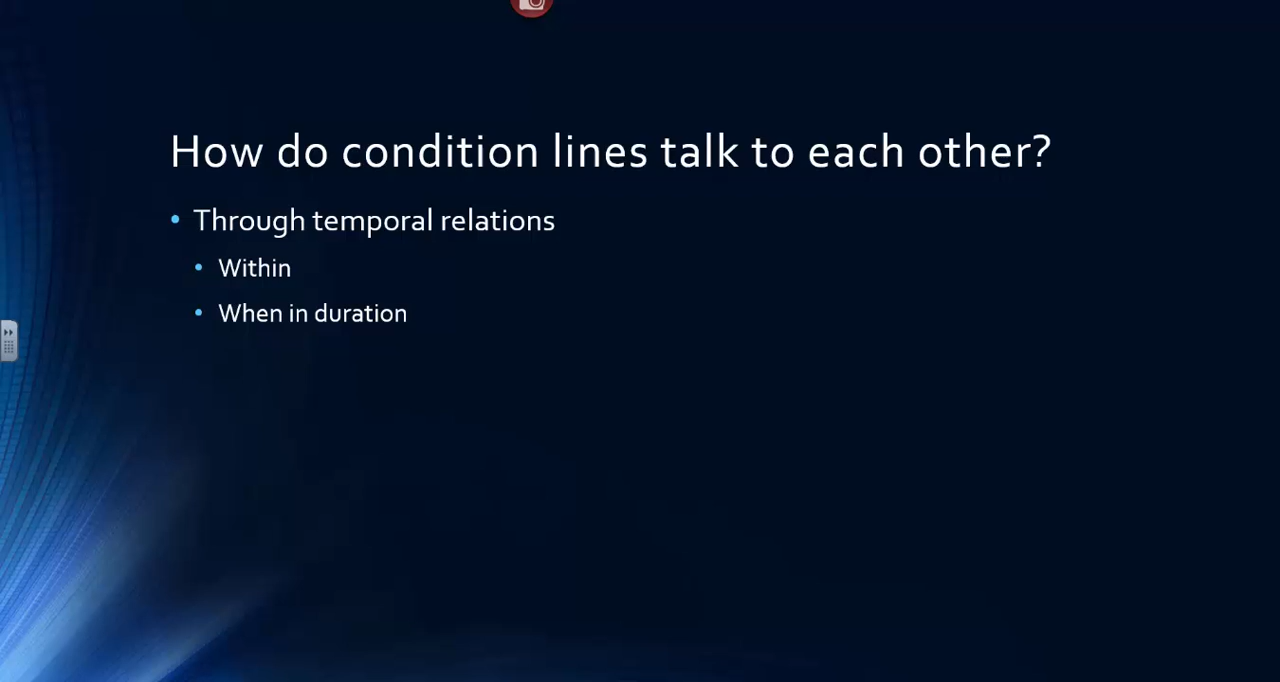 How do condition lines talk to each other?
• Through temporal relations
• Within
• When in duration